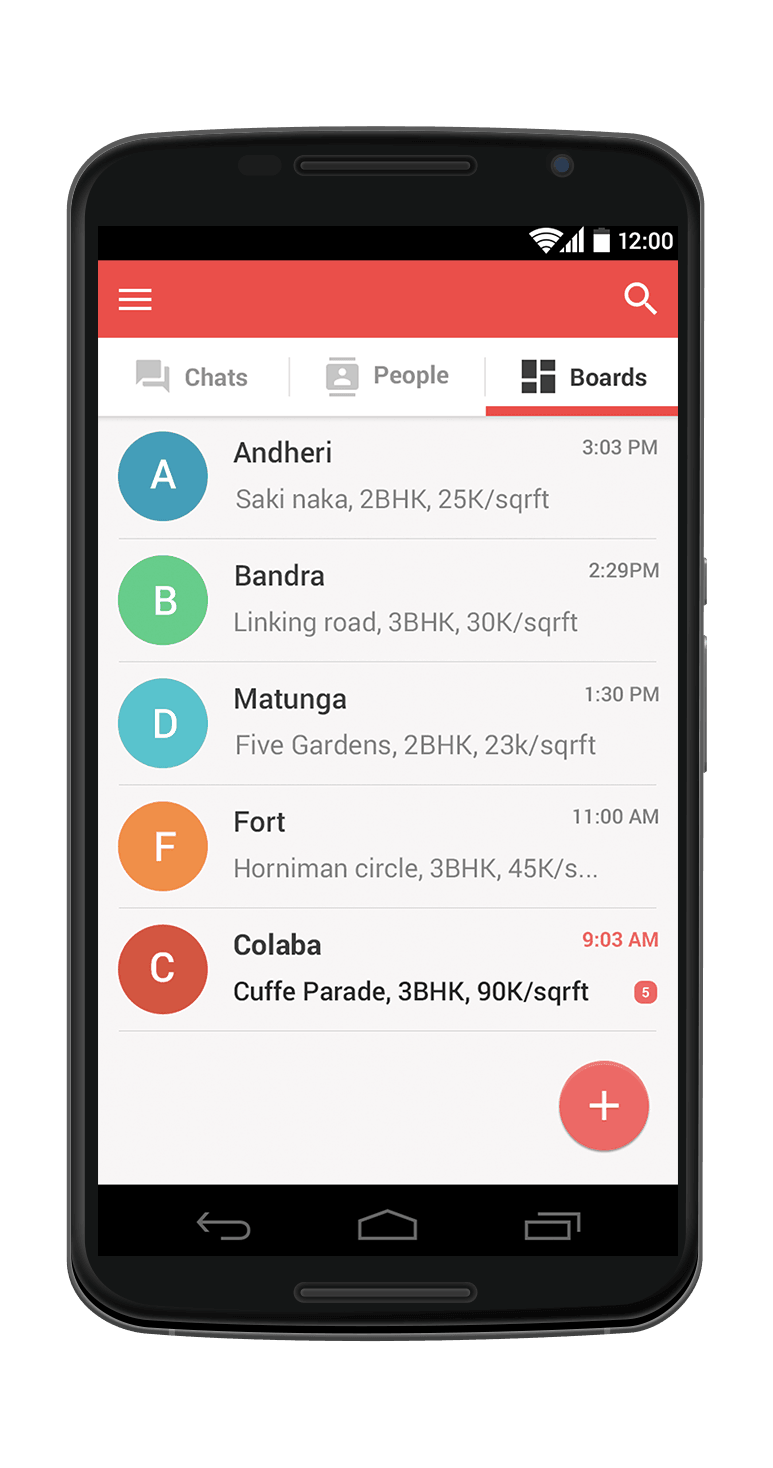 12:00
Chats
People
Boards
A
Andheri
3:03 PM
Saki naka, 2BHK, 25K/sqrft
B
Bandra
2:29PM
Linking road, 3BHK, 30K/sqrft
D
Matunga
1:30 PM
Five Gardens, 2BHK, 23k/sqrft
F
Fort
11:00 AM
Horniman circle, 3BHK, 45K/s...
C
Colaba
9:03 AM
Cuffe Parade, 3BHK, 90K/sqrft
5
+